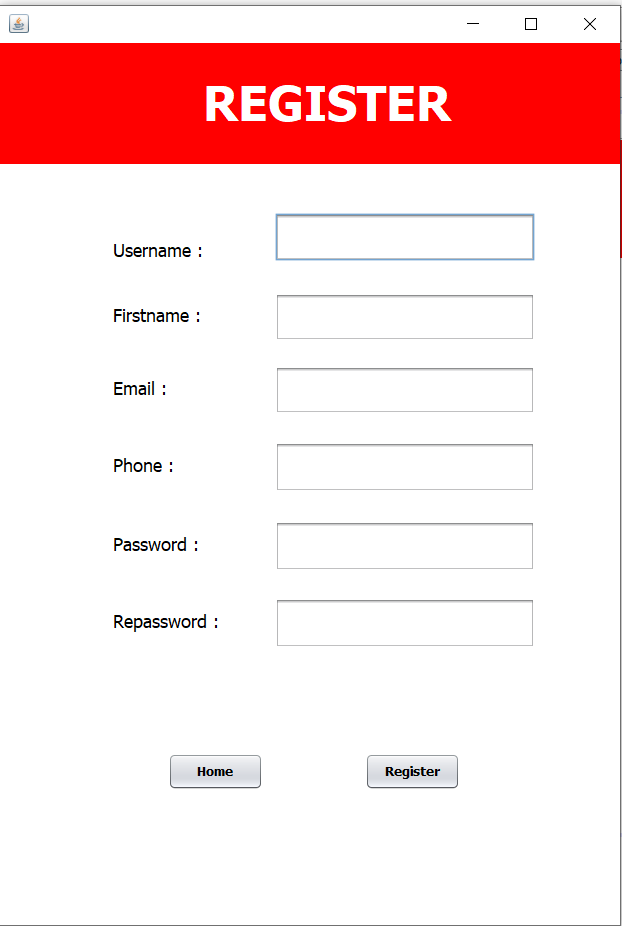 REGISTER
Username :
Firstname :
Email :
Phone :
Password :
Repassword :
Home Register